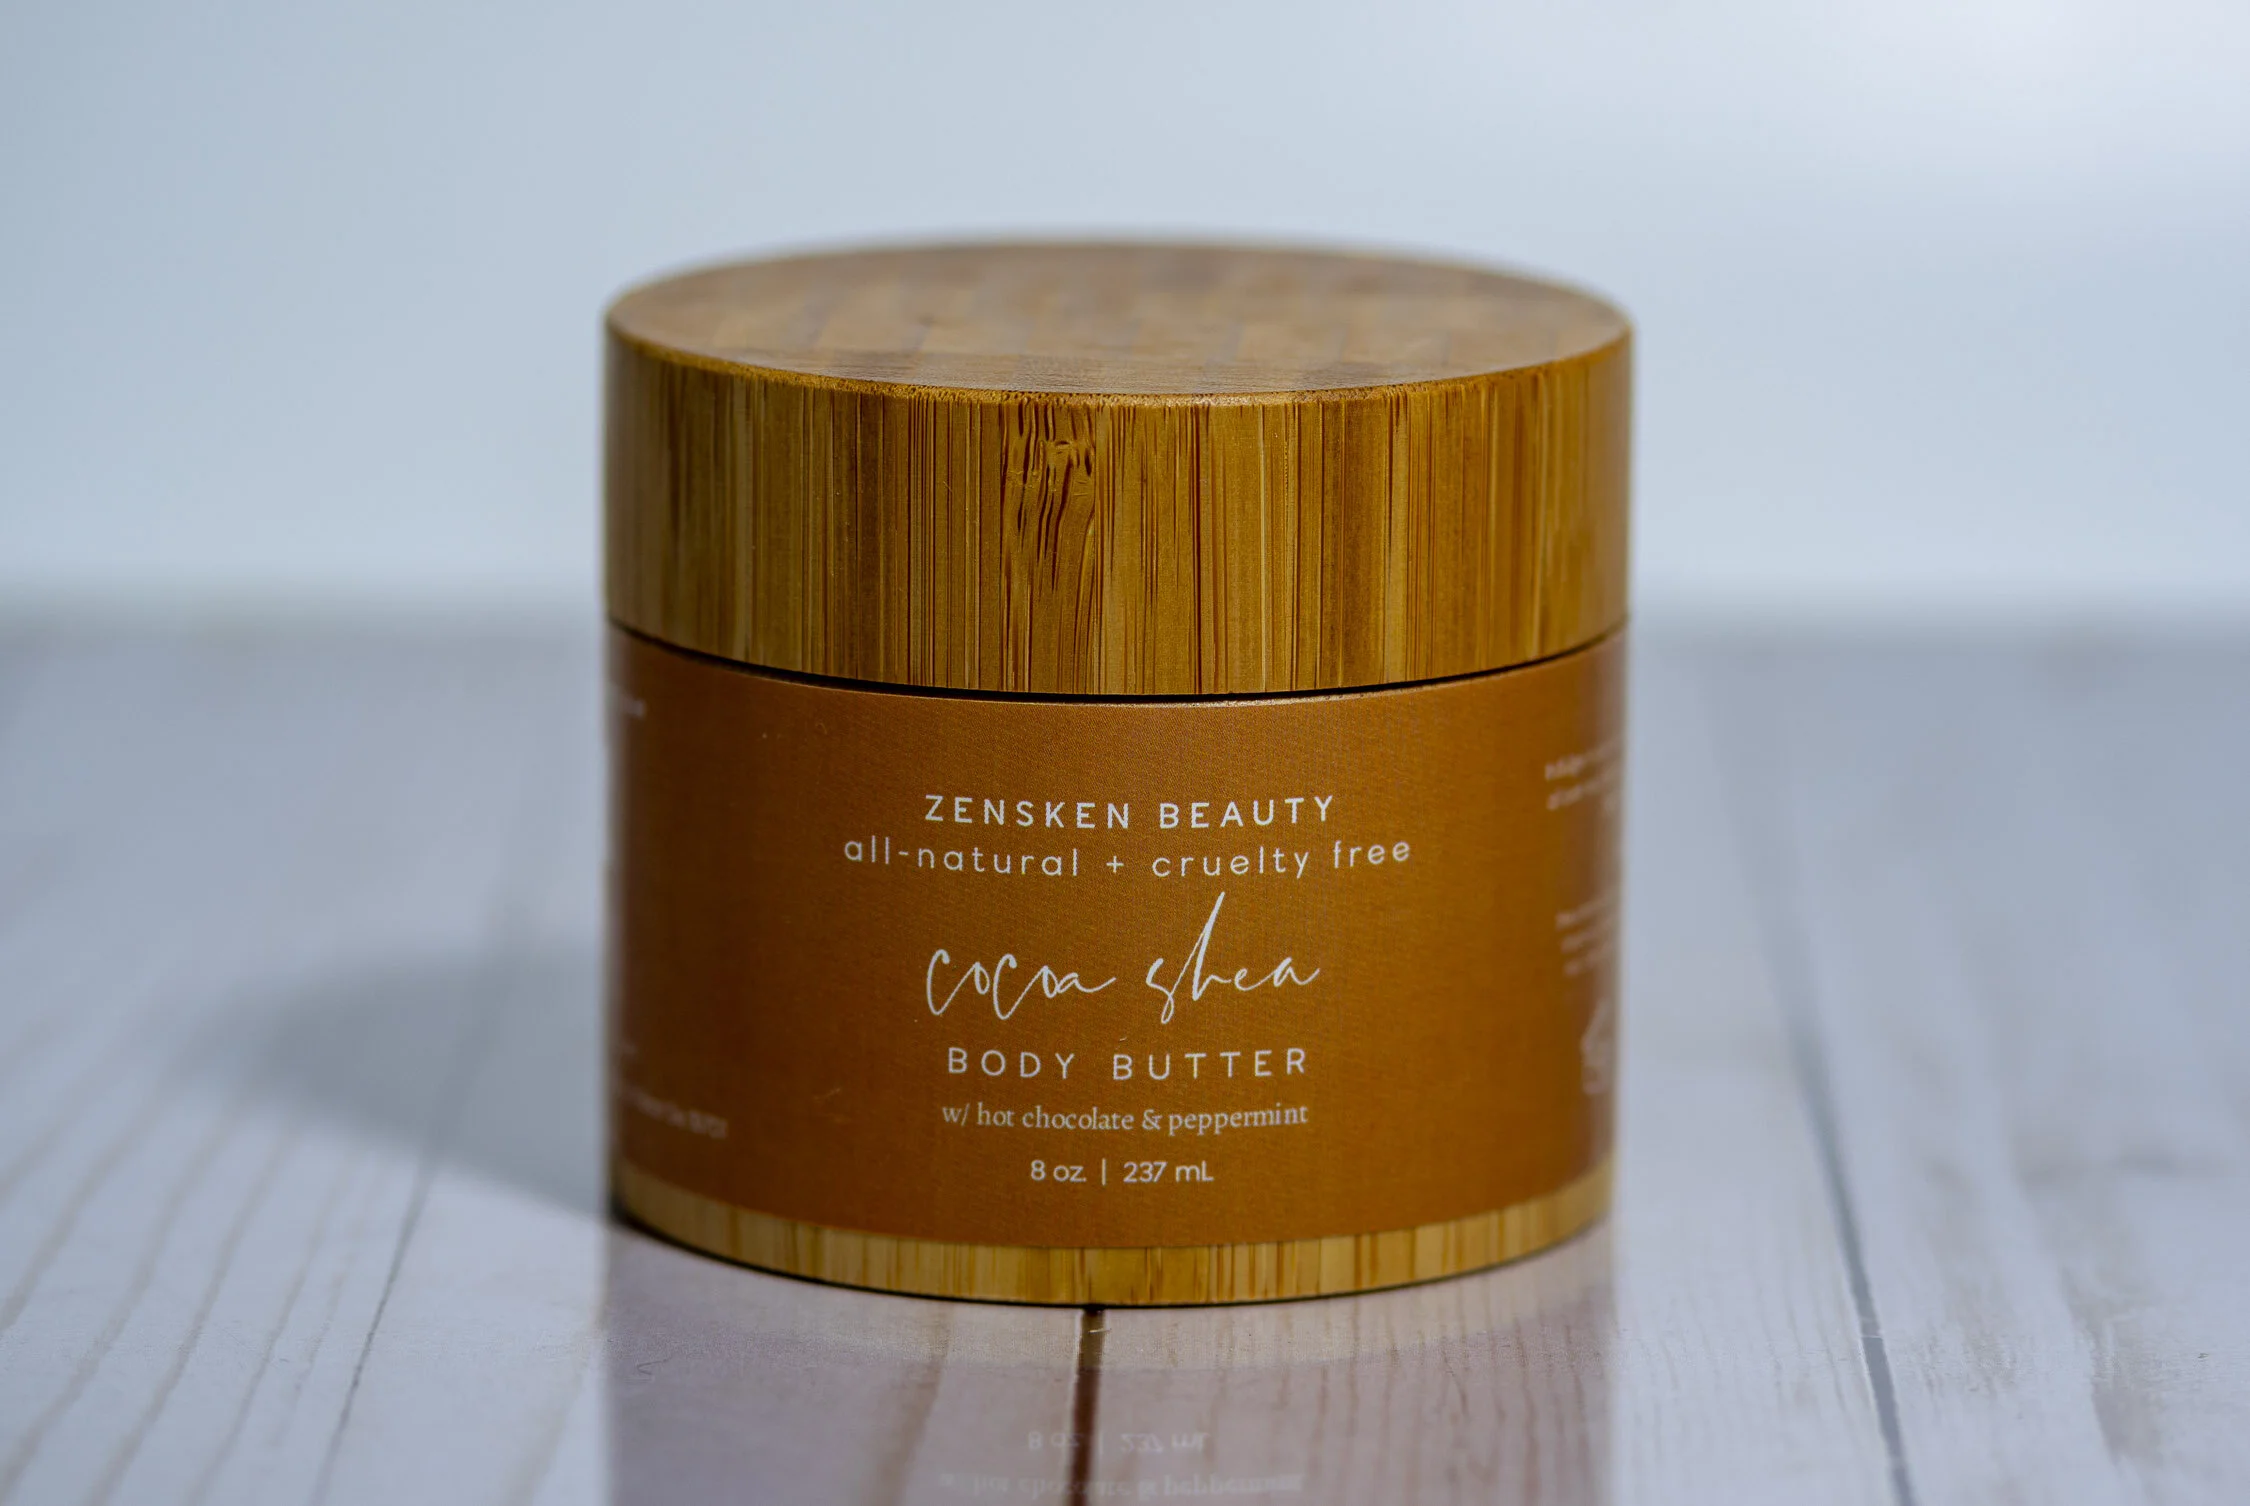 ZENSKEN BEAUTY
all-natural + cruelty free
cocoa shea
BODY BUTTER
w/ hot chocolate & peppermint
8 oz. | 237 mL